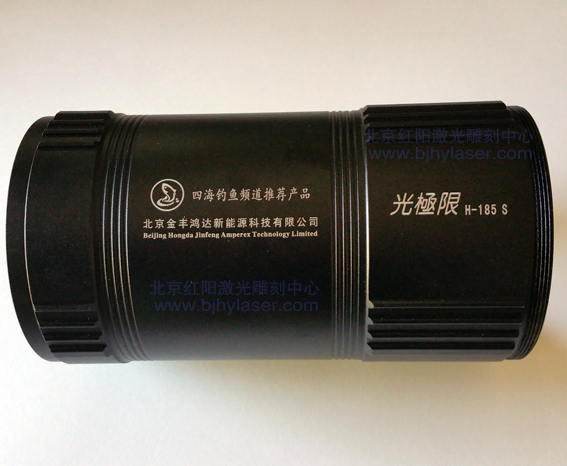 四海钓鱼频道推荐产品
北京金丰鸿达新能源科技有限公司
Beijing Hongda Jinfeng Amperex Technology Limited
光極限 H-185 S
北京红阳激光雕刻中心
www.bjhylaser.com
北京红阳激光雕刻中心
www.bjhylaser.com